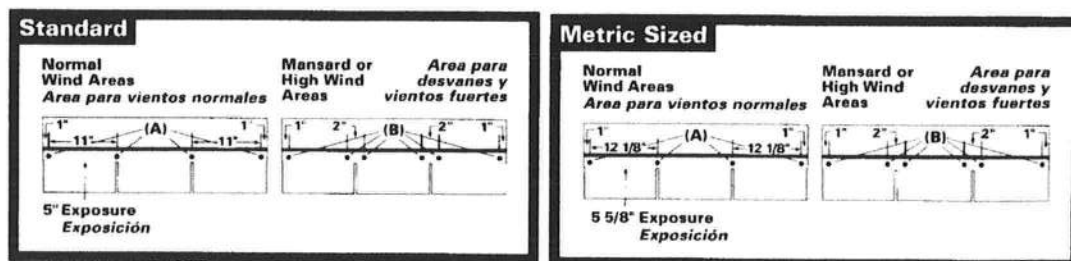 Standard
Normal
Wind Areas
Area para vientos normales
Mansard or
High Wind
Areas
Area para
desvanes y
vientos fuertes
1" (A) 1"
11" 11"
1" 2" (B) 2" 1"
5" Exposure
Exposición
Metric Sized
Normal
Wind Areas
Area para vientos normales
Mansard or
High Wind
Areas
Area para
desvanes y
vientos fuertes
1" (A) 1"
12 1/8" 12 1/8"
1" 2" (B) 2" 1"
5 5/8" Exposure
Exposición